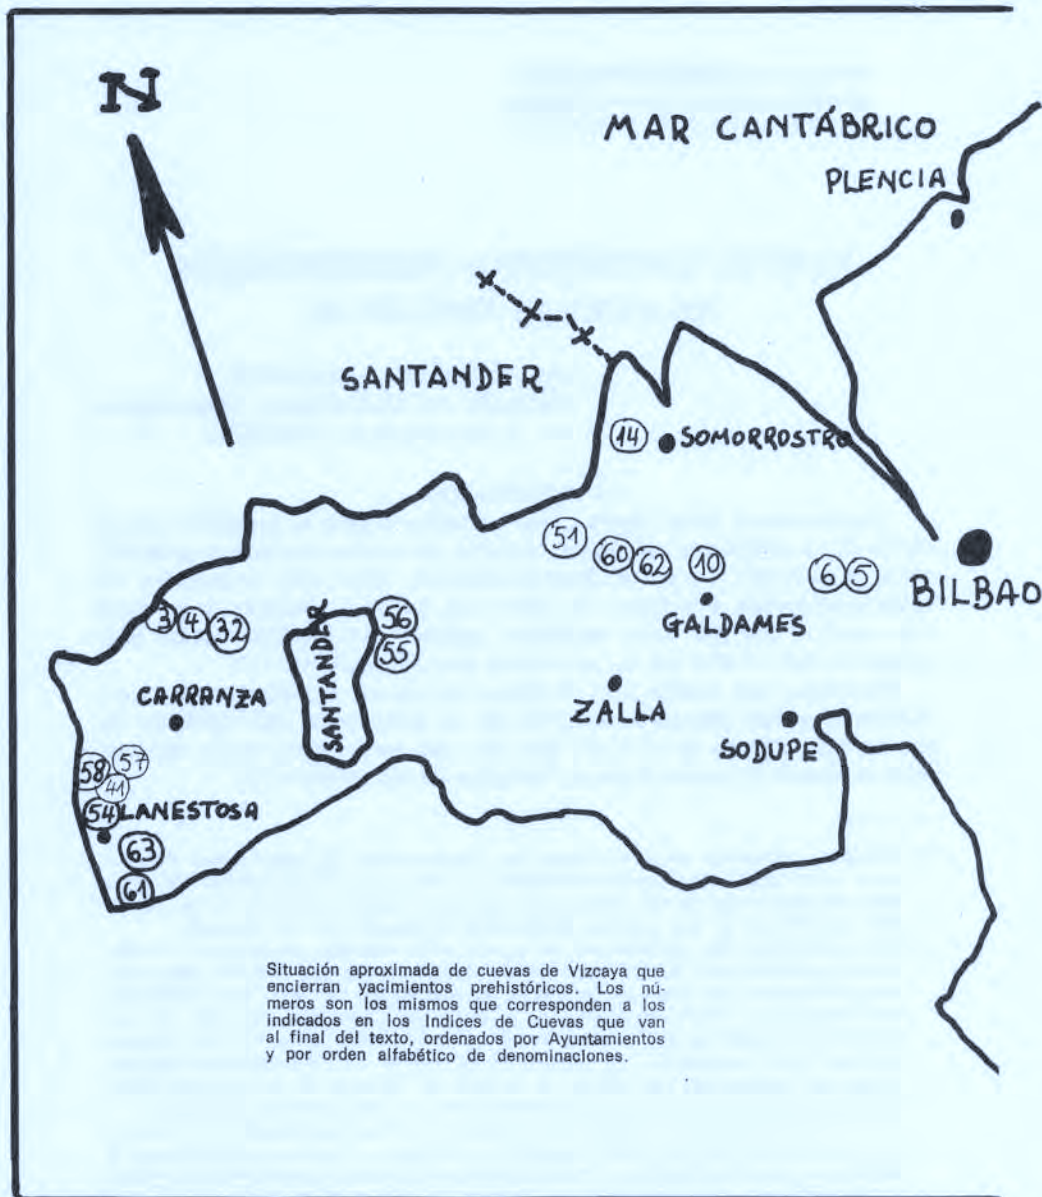 N
MAR CANTÁBRICO
PLENCIA
SANTANDER
14
SOMORROSTRO
51
60
62
10
6
5
BILBAO
GALDAMES
3
4
32
SANTANDER
56
55
CARRANZA
ZALLA
SODUPE
58
57
41
54
LANESTOSA
63
61
Situación aproximada de cuevas de Vizcaya que
encierran yacimientos prehistóricos. Los nú-
meros son los mismos que corresponden a los
indicados en los Indices de Cuevas que van
al final del texto, ordenados por Ayuntamientos
y por orden alfabético de denominaciones.